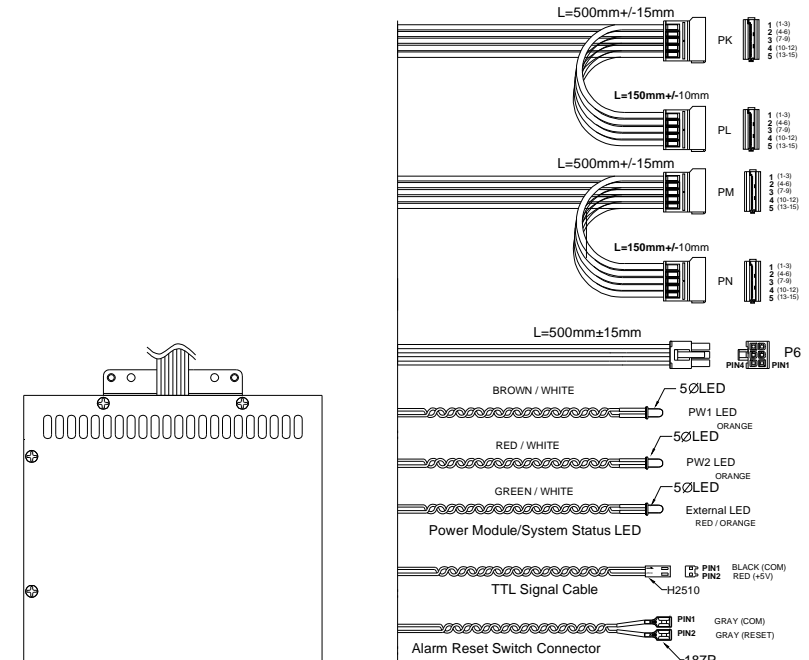 L=500mm+/-15mm
PK
1 (1-3)
2 (4-6)
3 (7-9)
4 (10-12)
5 (13-15)
L=150mm+/-10mm
PL
1 (1-3)
2 (4-6)
3 (7-9)
4 (10-12)
5 (13-15)
L=500mm+/-15mm
PM
1 (1-3)
2 (4-6)
3 (7-9)
4 (10-12)
5 (13-15)
L=150mm+/-10mm
PN
1 (1-3)
2 (4-6)
3 (7-9)
4 (10-12)
5 (13-15)
L=500mm±15mm
P6
PIN4 PIN1
BROWN / WHITE
5ØLED
PW1 LED
ORANGE
RED / WHITE
5ØLED
PW2 LED
ORANGE
GREEN / WHITE
5ØLED
External LED
RED / ORANGE
Power Module/System Status LED
PIN1 BLACK (COM)
PIN2 RED (+5V)
TTL Signal Cable
H2510
PIN1 GRAY (COM)
PIN2 GRAY (RESET)
Alarm Reset Switch Connector